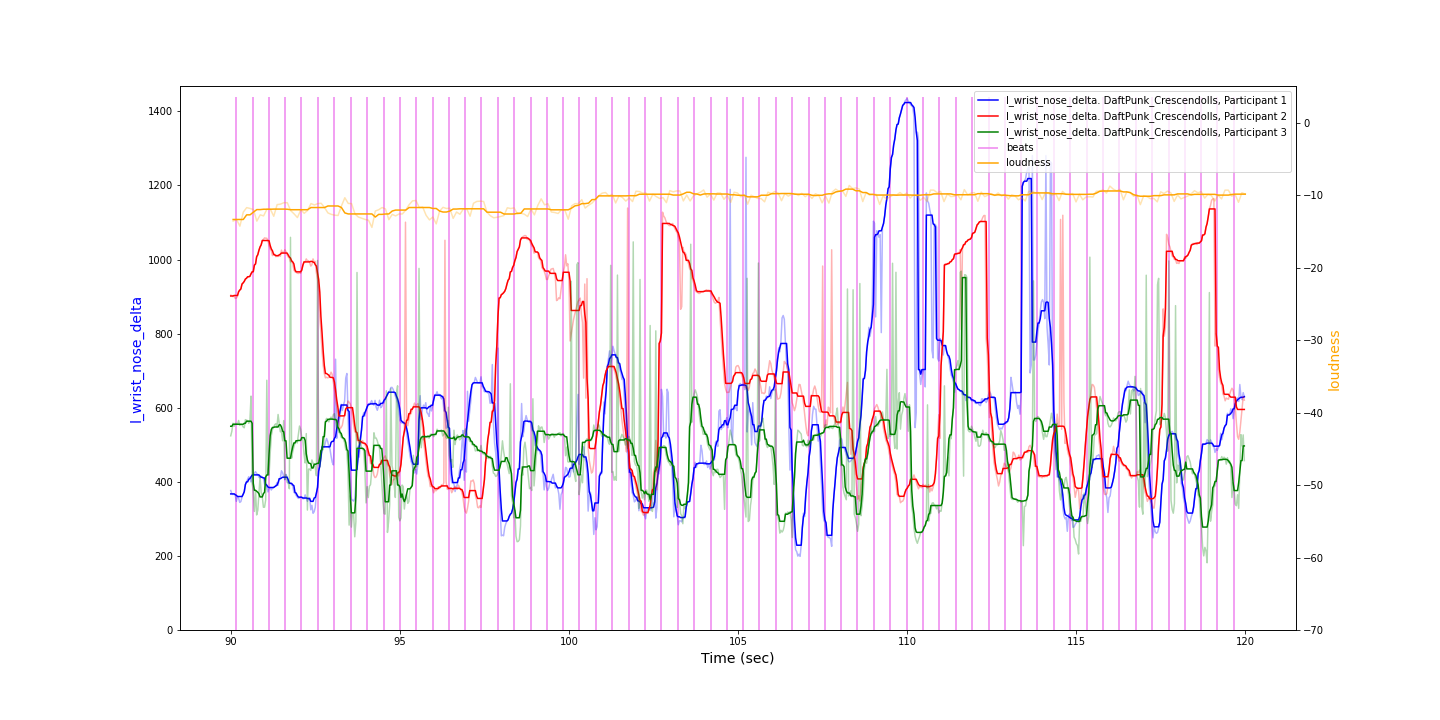 l_wrist_nose_delta. DaftPunk_Crescendolls, Participant 1
l_wrist_nose_delta. DaftPunk_Crescendolls, Participant 2
l_wrist_nose_delta. DaftPunk_Crescendolls, Participant 3
beats
loudness
1400
1200
1000
800
600
400
200
0
l_wrist_nose_delta
0
−10
−20
−30
−40
−50
−60
−70
loudness
90
95
100
105
110
115
120
Time (sec)